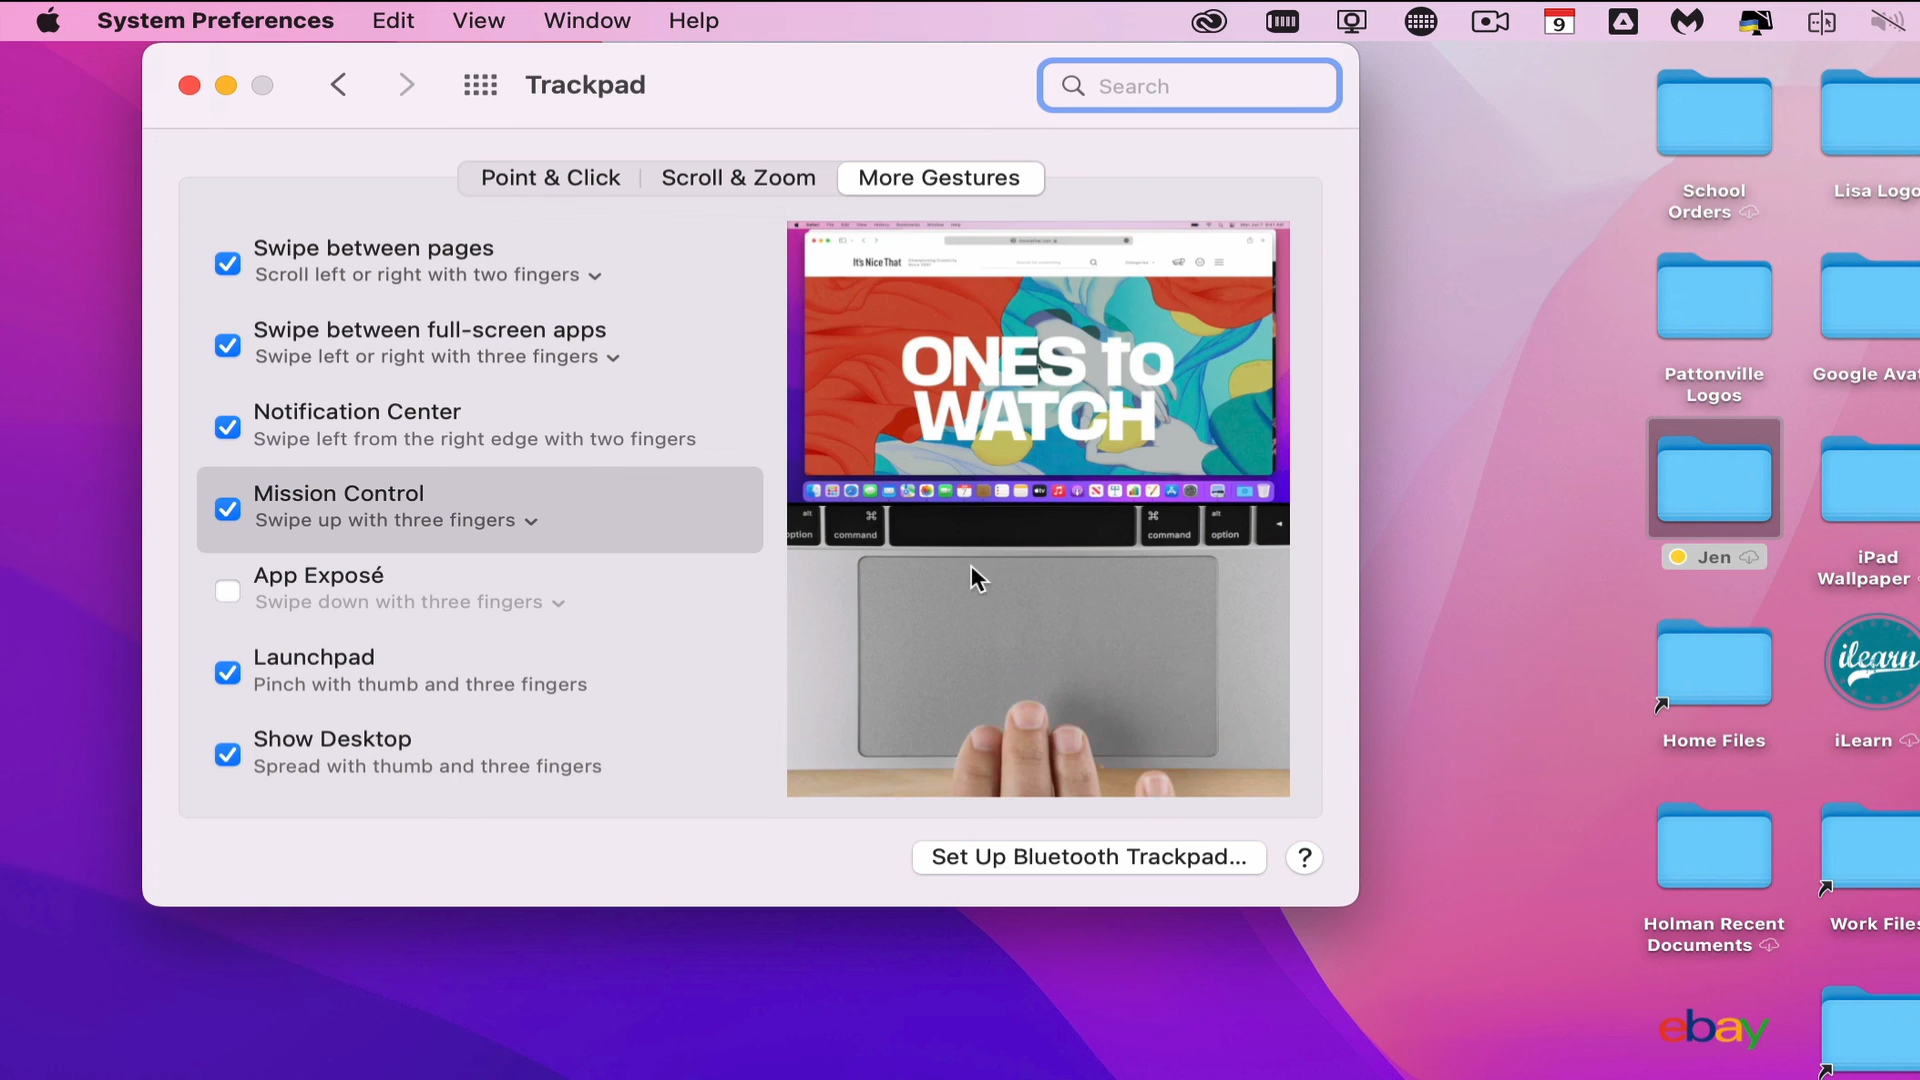 System Preferences Edit View Window Help
9
Trackpad
Search
Point & Click
Scroll & Zoom
More Gestures
Swipe between pages
Scroll left or right with two fingers
Swipe between full-screen apps
Swipe left or right with three fingers
Notification Center
Swipe left from the right edge with two fingers
Mission Control
Swipe up with three fingers
App Exposé
Swipe down with three fingers
Launchpad
Pinch with thumb and three fingers
Show Desktop
Spread with thumb and three fingers
It's Nice That
ONES to
WATCH
alt
ption
⌘
command
⌘
command
alt
option
Set Up Bluetooth Trackpad...
?
School
Orders
Lisa Logo
Pattonville
Logos
Google Ava
Jen
iPad
Wallpaper
Home Files
ilearn
iLearn
Holman Recent
Documents
Work Files
ebay